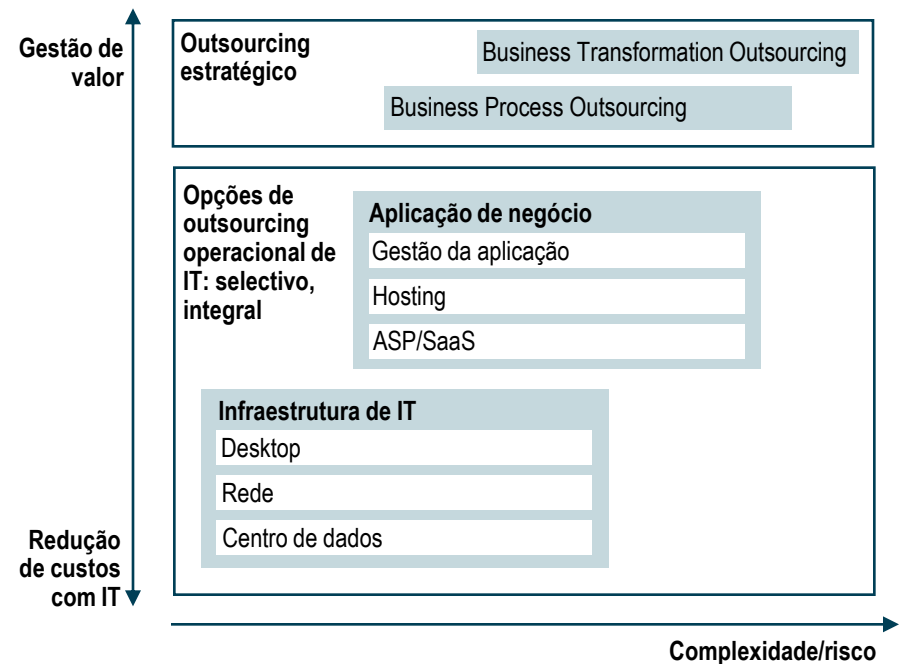 Gestão de
valor
Outsourcing
estratégico
Business Transformation Outsourcing
Business Process Outsourcing
Opções de
outsourcing
operacional de
IT: selectivo,
integral
Aplicação de negócio
Gestão da aplicação
Hosting
ASP/SaaS
Infraestrutura de IT
Desktop
Rede
Centro de dados
Redução
de custos
com IT
Complexidade/risco